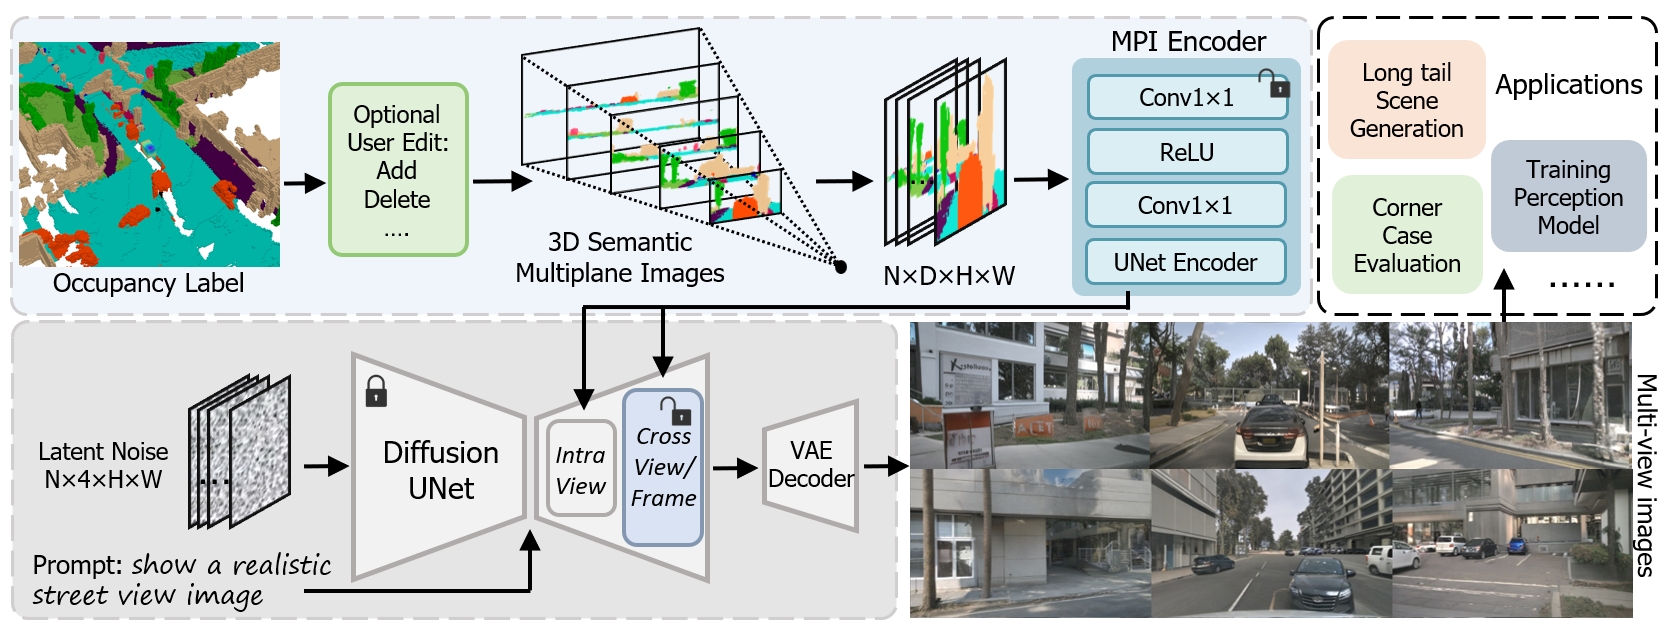 Occupancy Label
Optional
User Edit:
Add
Delete
....
3D Semantic
Multiplane Images
...
N×D×H×W
MPI Encoder
Conv1×1
ReLU
Conv1×1
UNet Encoder
Long tail
Scene
Generation
Applications
Training
Perception
Model
Corner
Case
Evaluation
......
Latent Noise
N×4×H×W
...
Prompt: show a realistic
street view image
Diffusion
UNet
Intra
View
Cross
View/
Frame
VAE
Decoder
Multi-view images